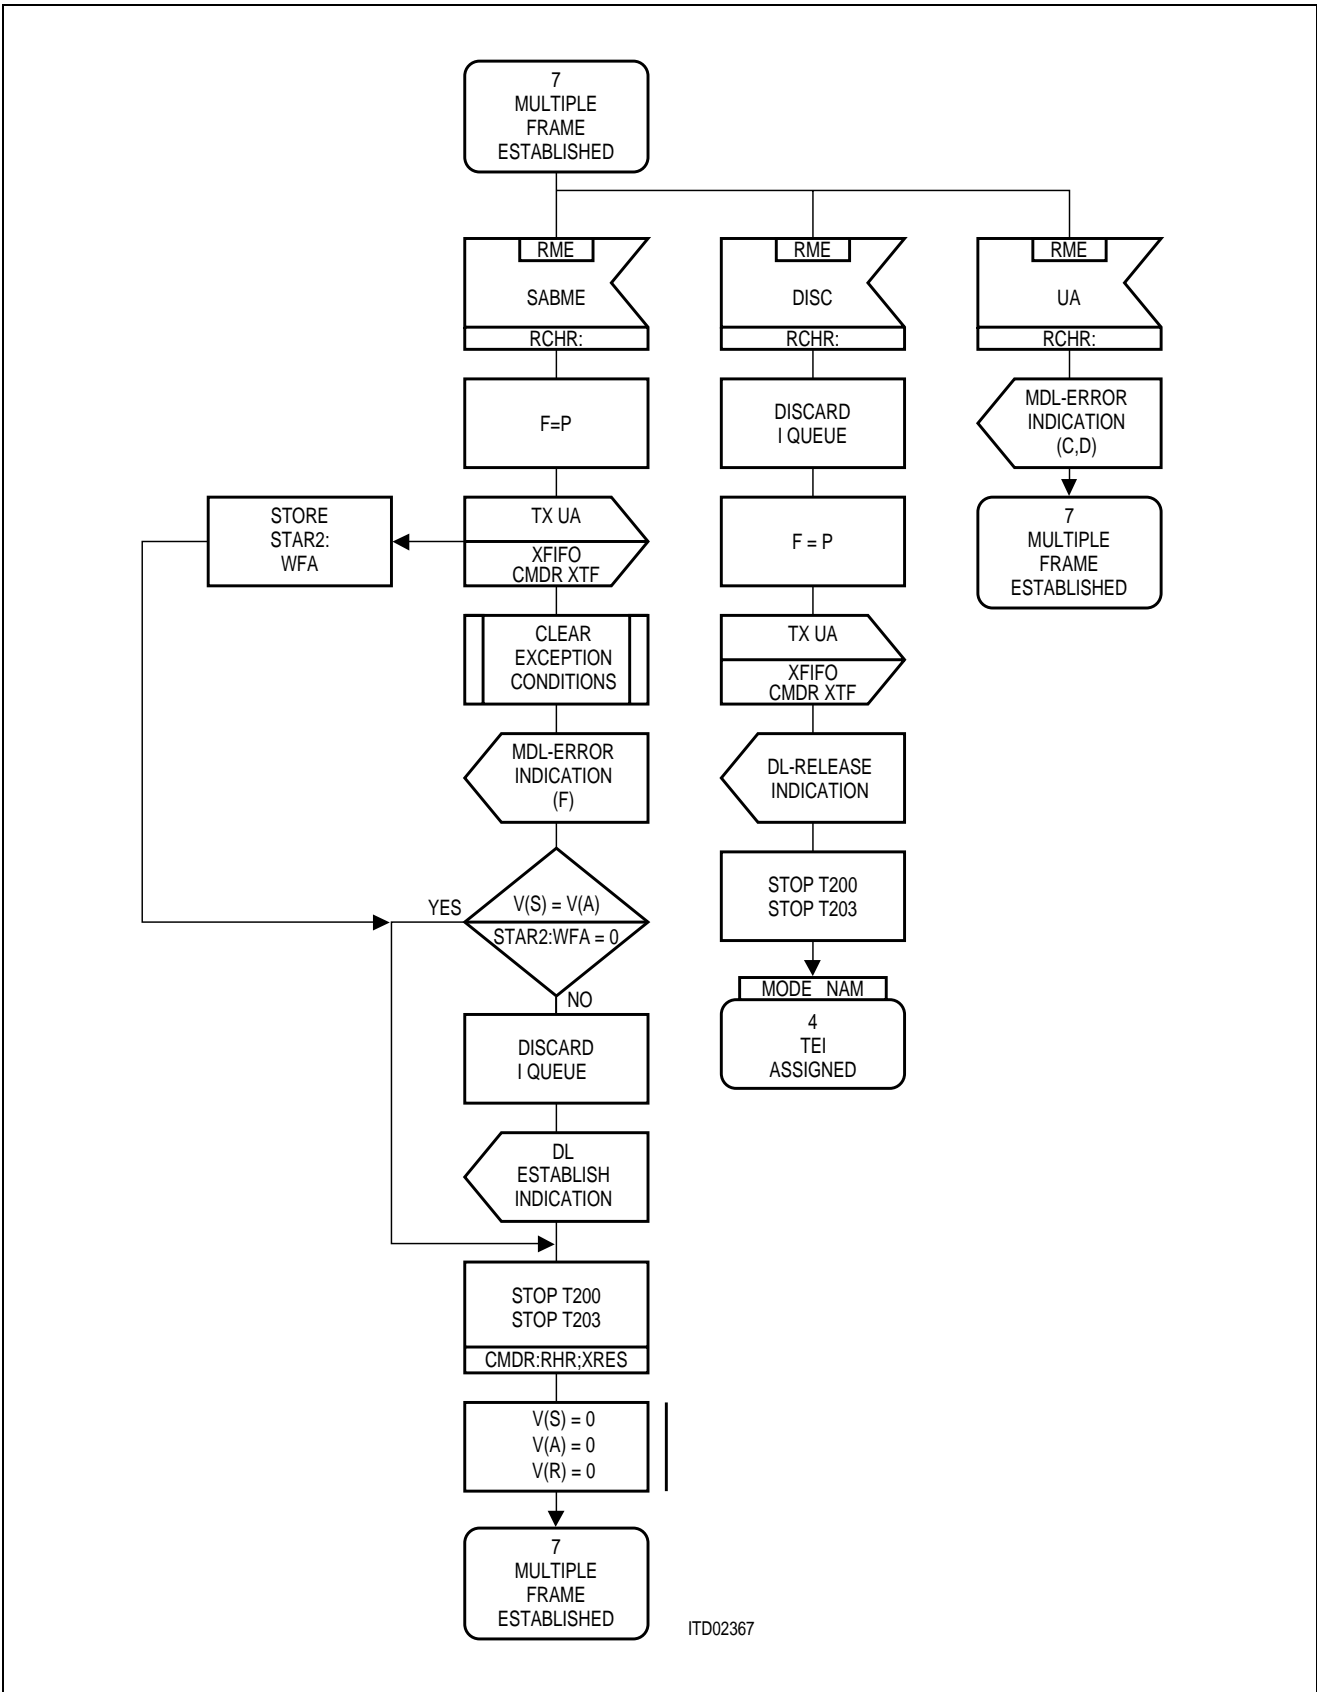 7
MULTIPLE
FRAME
ESTABLISHED
RME
SABME
RCHR:
RME
DISC
RCHR:
RME
UA
RCHR:
F=P
DISCARD
I QUEUE
MDL-ERROR
INDICATION
(C,D)
STORE
STAR2:
WFA
TX UA
XFIFO
CMDR XTF
F = P
7
MULTIPLE
FRAME
ESTABLISHED
CLEAR
EXCEPTION
CONDITIONS
TX UA
XFIFO
CMDR XTF
MDL-ERROR
INDICATION
(F)
DL-RELEASE
INDICATION
YES
V(S) = V(A)
STAR2:WFA = 0
NO
STOP T200
STOP T203
MODE NAM
4
TEI
ASSIGNED
DISCARD
I QUEUE
DL
ESTABLISH
INDICATION
STOP T200
STOP T203
CMDR:RHR;XRES
V(S) = 0
V(A) = 0
V(R) = 0
7
MULTIPLE
FRAME
ESTABLISHED
ITD02367